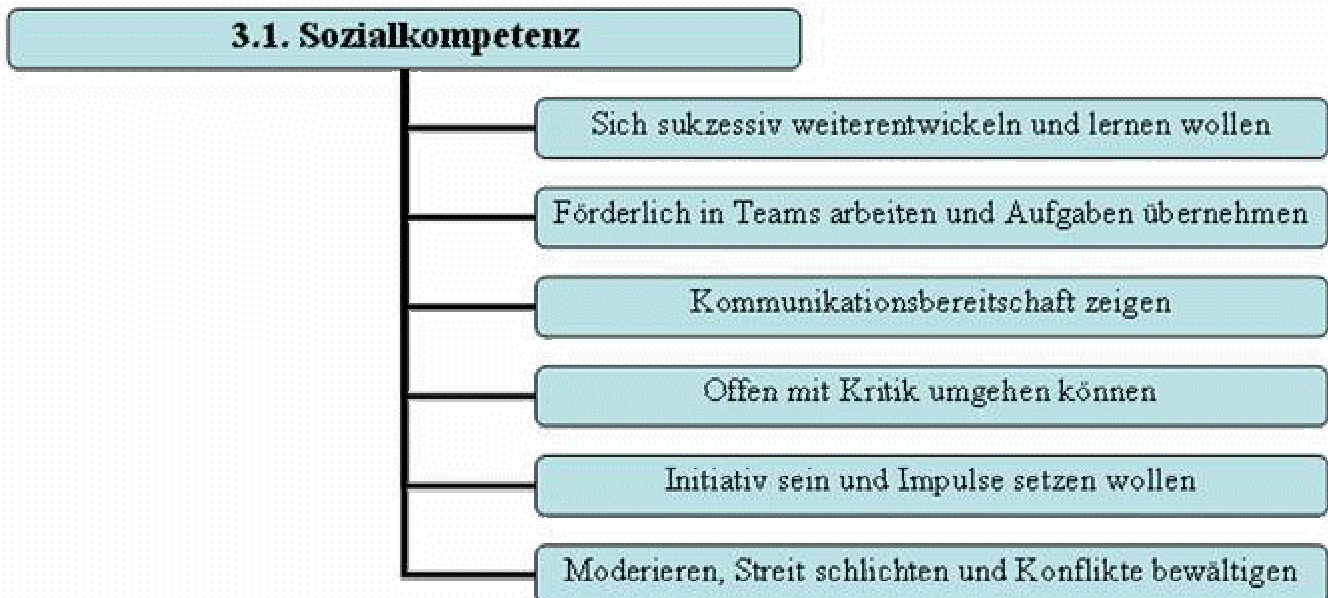 3.1. Sozialkompetenz
Sich sukzessiv weiterentwickeln und lernen wollen
Förderlich in Teams arbeiten und Aufgaben übernehmen
Kommunikationsbereitschaft zeigen
Offen mit Kritik umgehen können
Initiativ sein und Impulse setzen wollen
Moderieren, Streit schlichten und Konflikte bewältigen